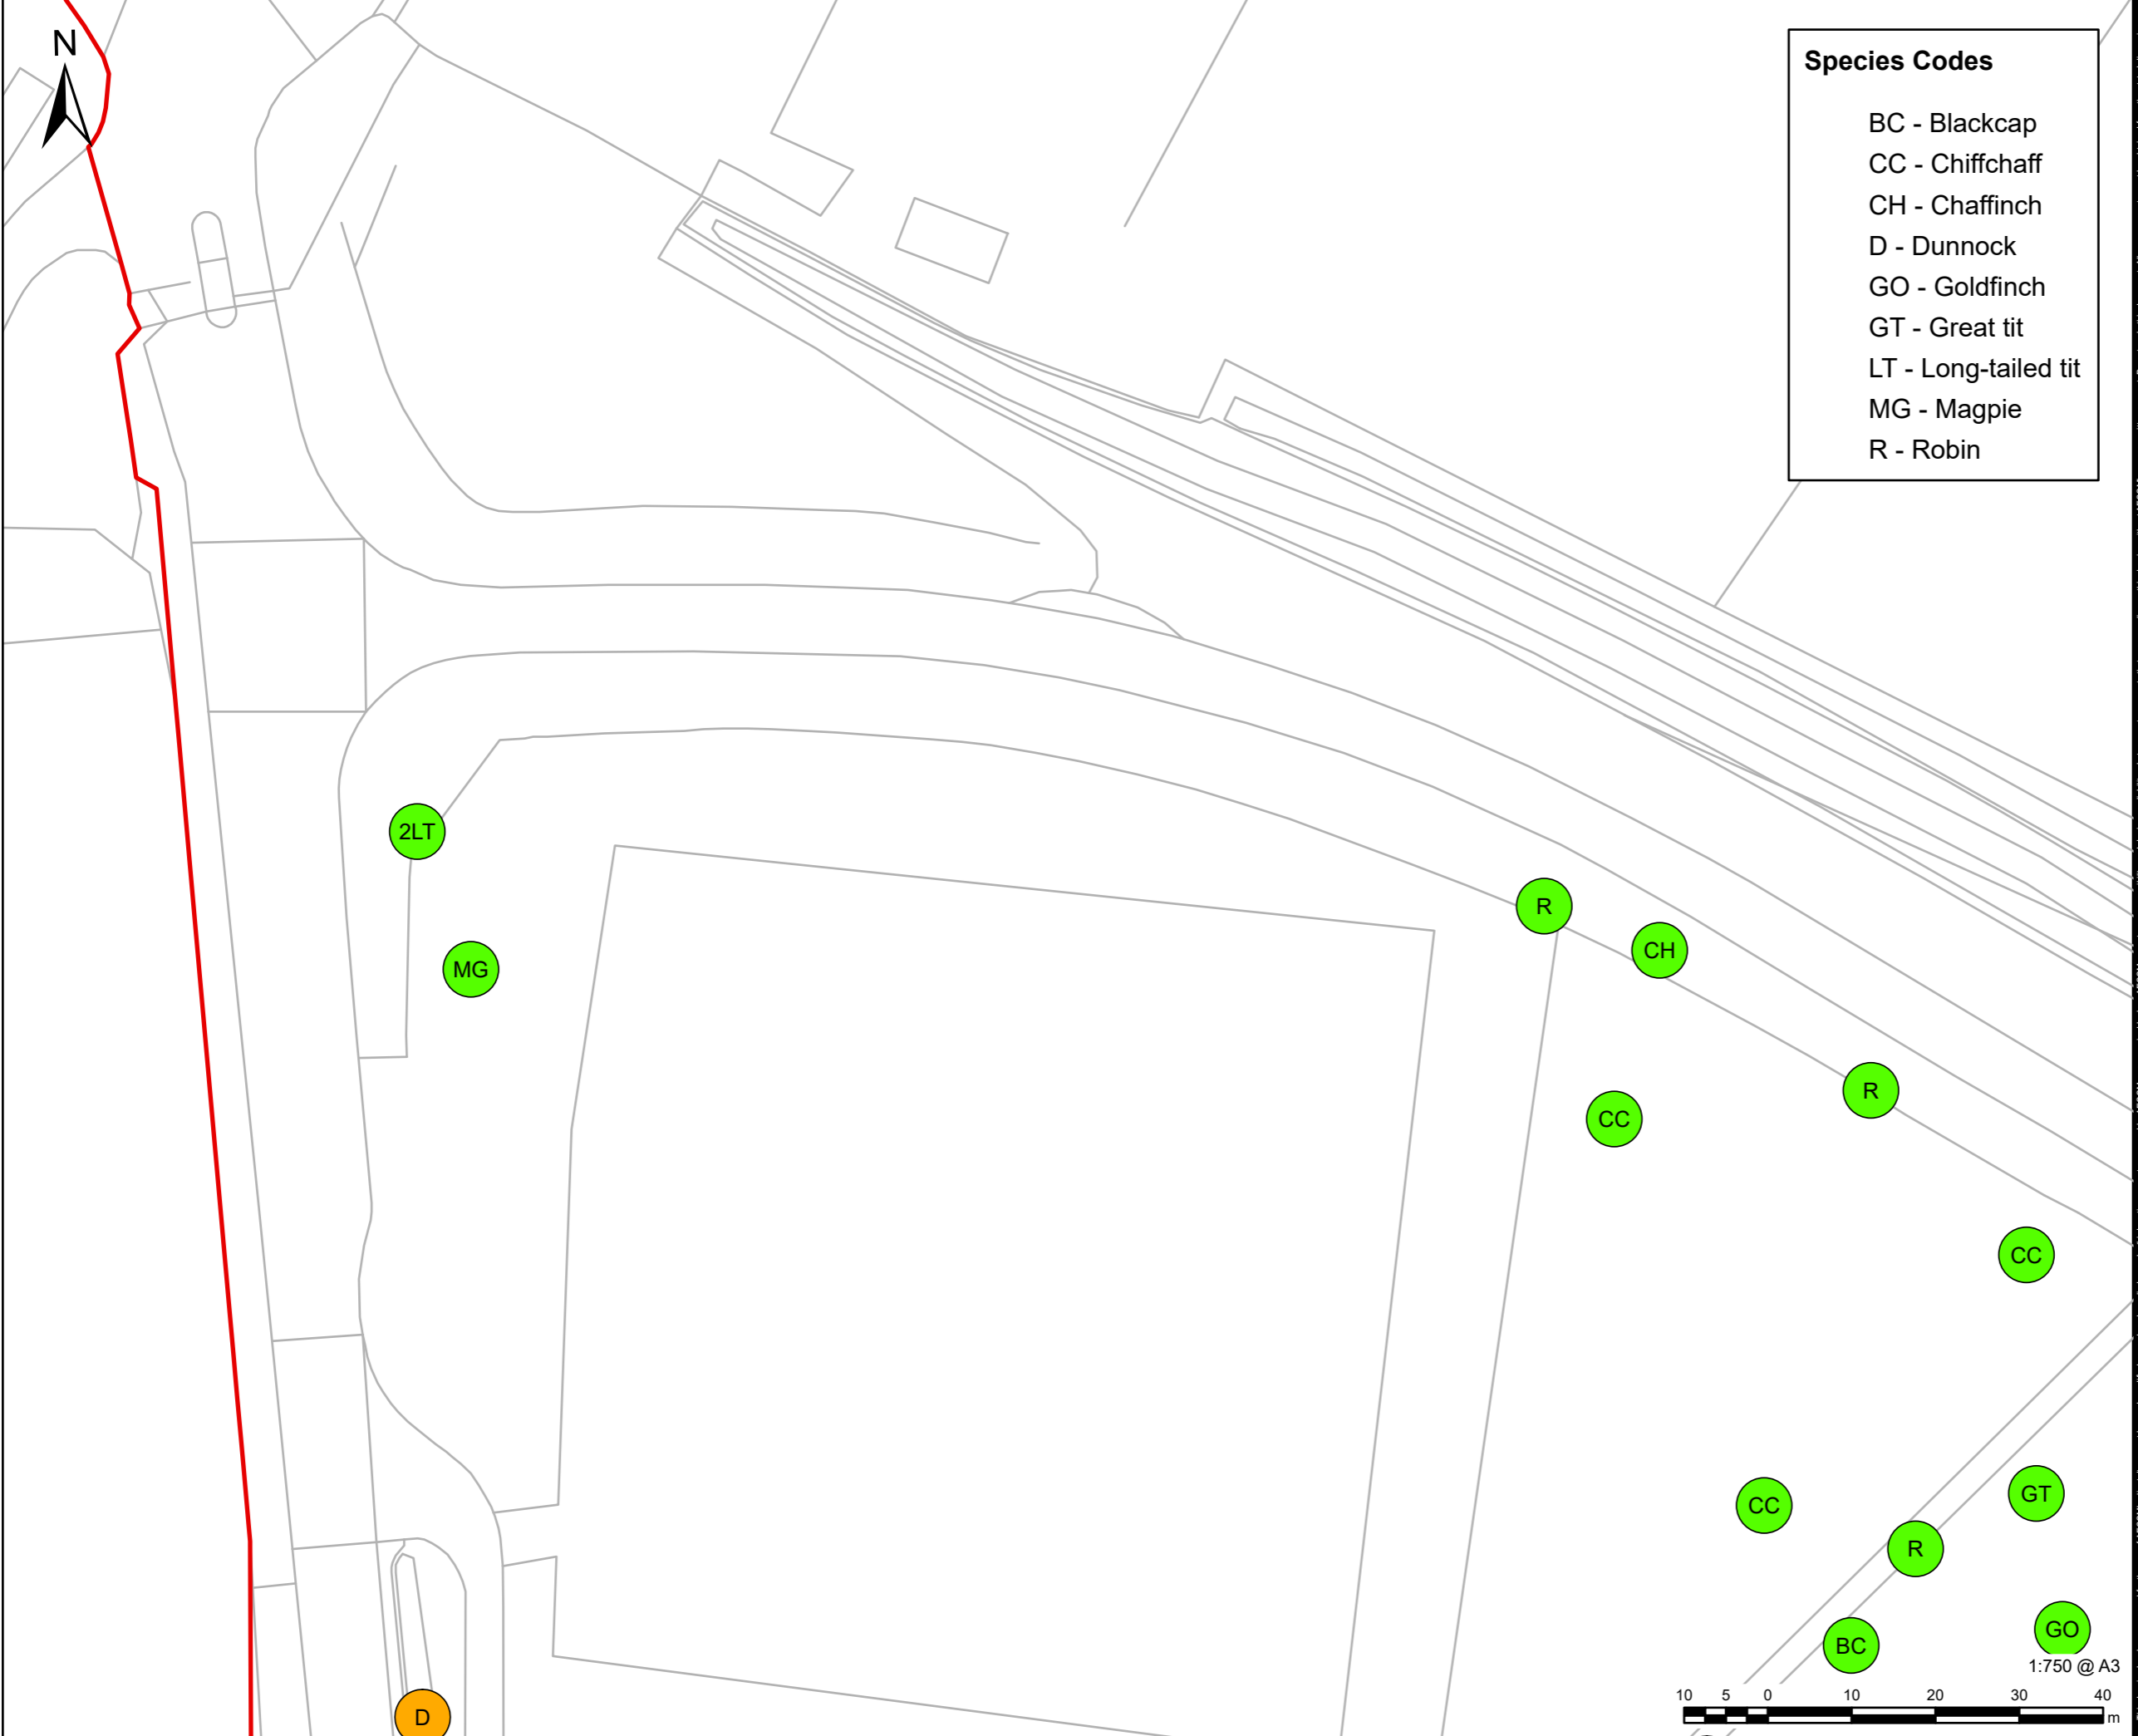 N
Species Codes
BC - Blackcap
CC - Chiffchaff
CH - Chaffinch
D - Dunnock
GO - Goldfinch
GT - Great tit
LT - Long-tailed tit
MG - Magpie
R - Robin
2LT
R
CH
MG
R
CC
CC
GT
CC
R
GO
BC
1:750 @ A3
10 5 0 10 20 30 40
m
D